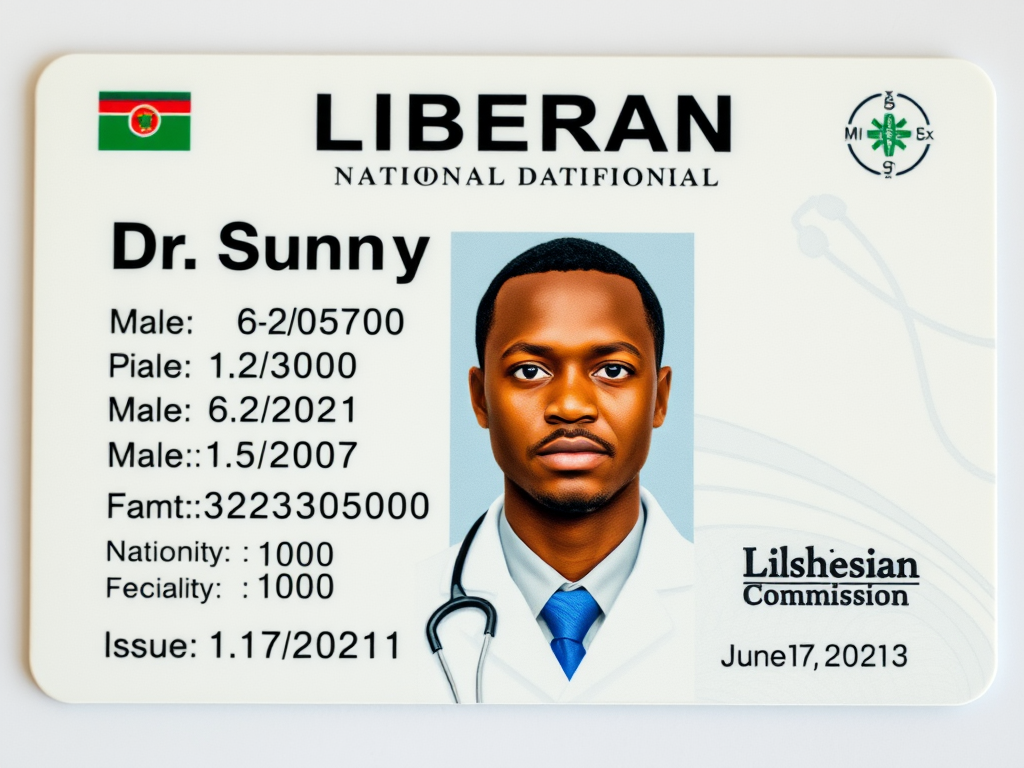 LIBERAN
NATIONAL DATIFIONIAL
MI Ex
Dr. Sunny
Male: 6-2/05700
Piale: 1.2/3000
Male: 6.2/2021
Male::1.5/2007
Famt::3223305000
Nationity: : 1000
Feciality: : 1000
Issue: 1.17/20211
Lilshesian
Commission
June17,20213